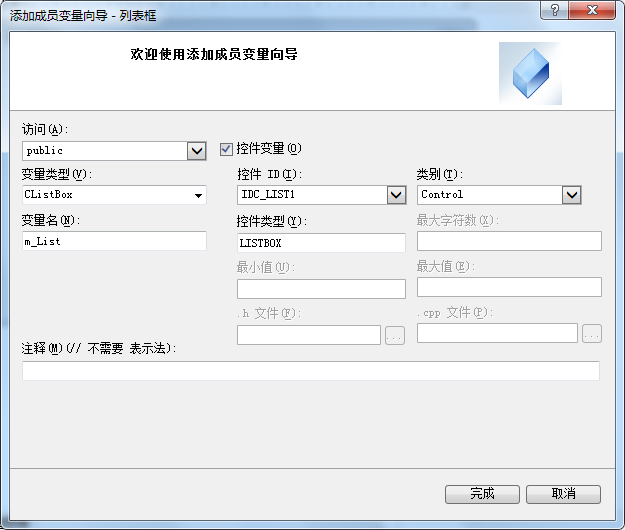 添加成员变量向导 - 列表框
欢迎使用添加成员变量向导
访问(A):
public
控件变量(O)
变量类型(V):
控件 ID(I):
类别(T):
CListBox
IDC_LIST1
Control
变量名(N):
控件类型(Y):
最大字符数(X):
m_List
LISTBOX
最小值(U):
最大值(E):
.h 文件(F):
.cpp 文件(P):
...
...
注释(M)(// 不需要 表示法):
完成
取消